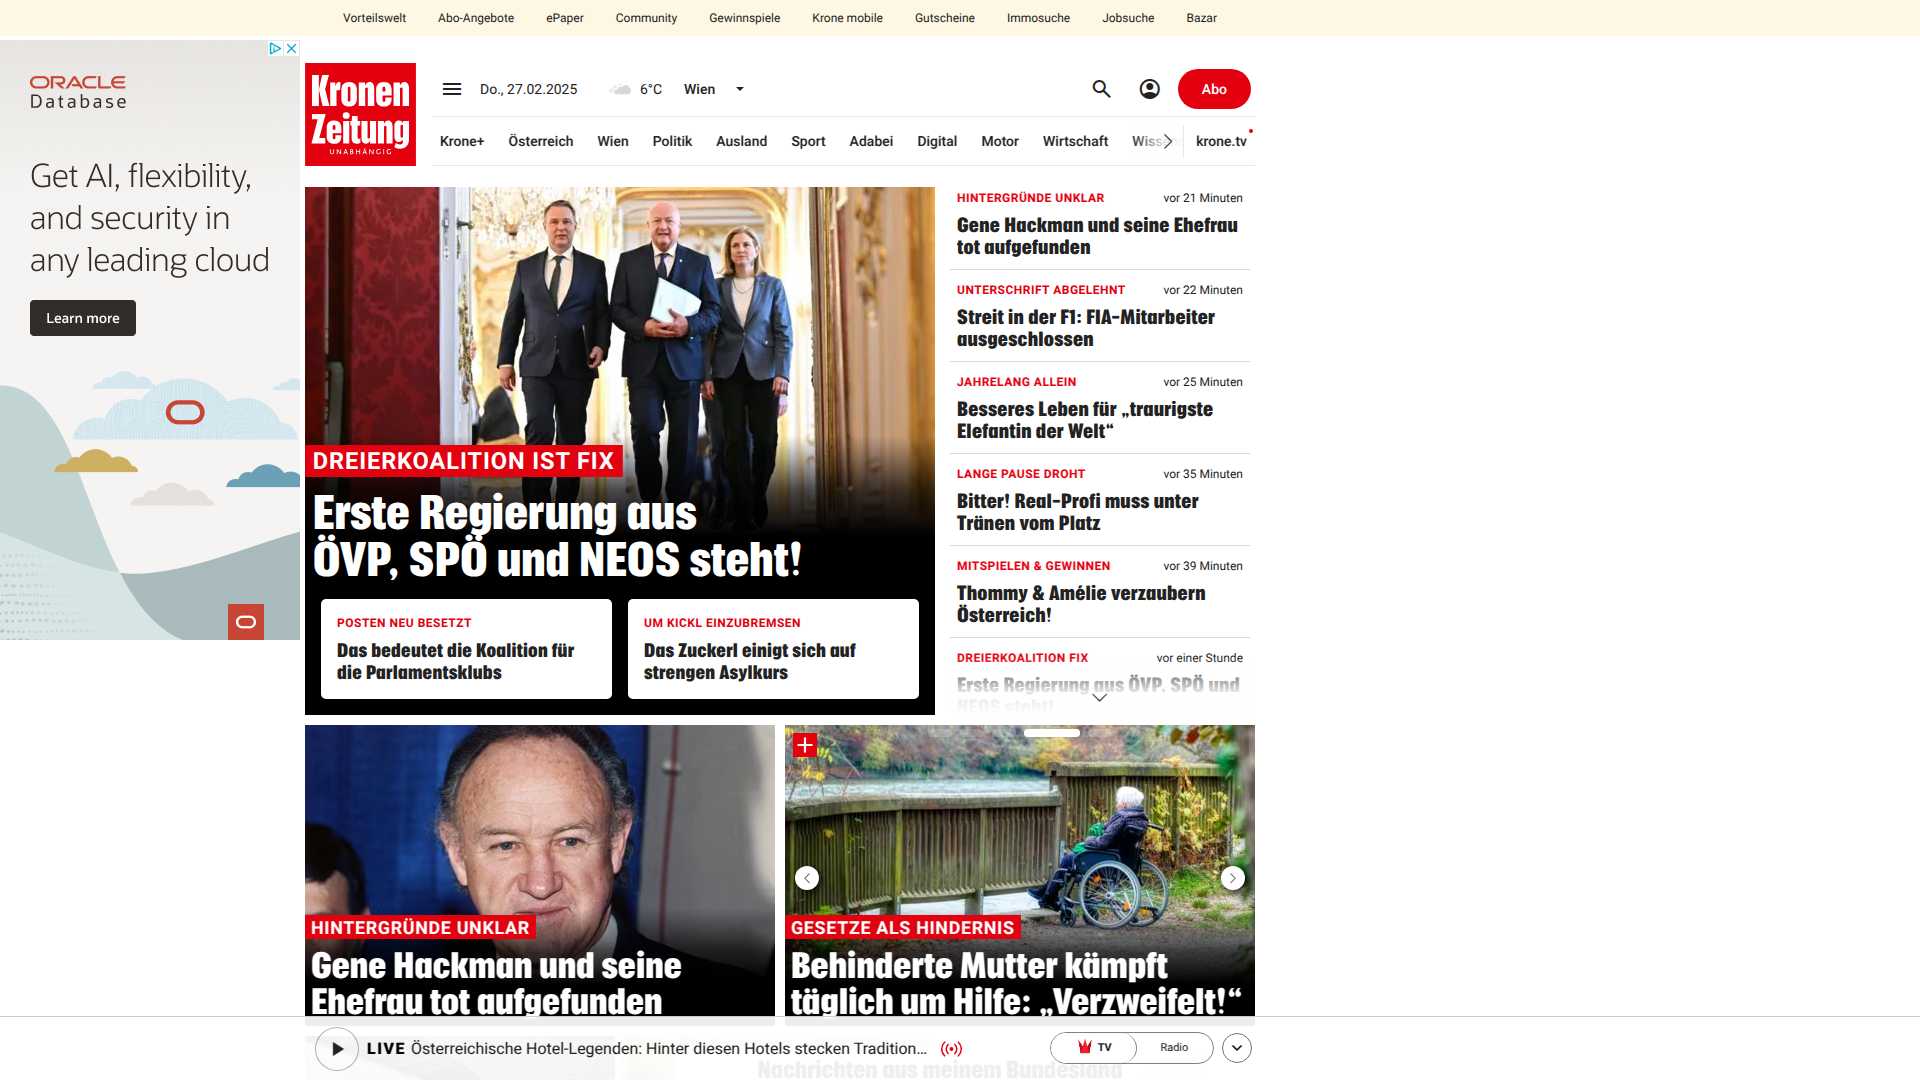 Vorteilswelt Abo-Angebote ePaper Community Gewinnspiele Krone mobile Gutscheine Immosuche Jobsuche Bazar
ORACLE
Database
Get AI, flexibility,
and security in
any leading cloud
Learn more
Kronen
Zeitung
UNABHÄNGIG
Do., 27.02.2025 6°C Wien Abo
Krone+ Österreich Wien Politik Ausland Sport Adabei Digital Motor Wirtschaft krone.tv
DREIERKOALITION IST FIX
Erste Regierung aus
ÖVP, SPÖ und NEOS steht!
POSTEN NEU BESETZT
Das bedeutet die Koalition für
die Parlamentsklubs
UM KICKL EINZUBREMSEN
Das Zuckerl einigt sich auf
strengen Asylkurs
HINTERGRÜNDE UNKLAR vor 21 Minuten
Gene Hackman und seine Ehefrau
tot aufgefunden
UNTERSCHRIFT ABGELEHNT vor 22 Minuten
Streit in der F1: FIA-Mitarbeiter
ausgeschlossen
JAHRELANG ALLEIN vor 25 Minuten
Besseres Leben für „traurigste
Elefantin der Welt“
LANGE PAUSE DROHT vor 35 Minuten
Bitter! Real-Profi muss unter
Tränen vom Platz
MITSPIELEN & GEWINNEN vor 39 Minuten
Thommy & Amélie verzaubern
Österreich!
DREIERKOALITION FIX vor einer Stunde
Erste Regierung aus ÖVP, SPÖ und
NEOS steht!
HINTERGRÜNDE UNKLAR
Gene Hackman und seine
Ehefrau tot aufgefunden
GESETZE ALS HINDERNIS
Behinderte Mutter kämpft
täglich um Hilfe: „Verzweifelt!“
LIVE Österreichische Hotel-Legenden: Hinter diesen Hotels stecken Tradition...
TV Radio
Nachrichten aus meinem Bundesland